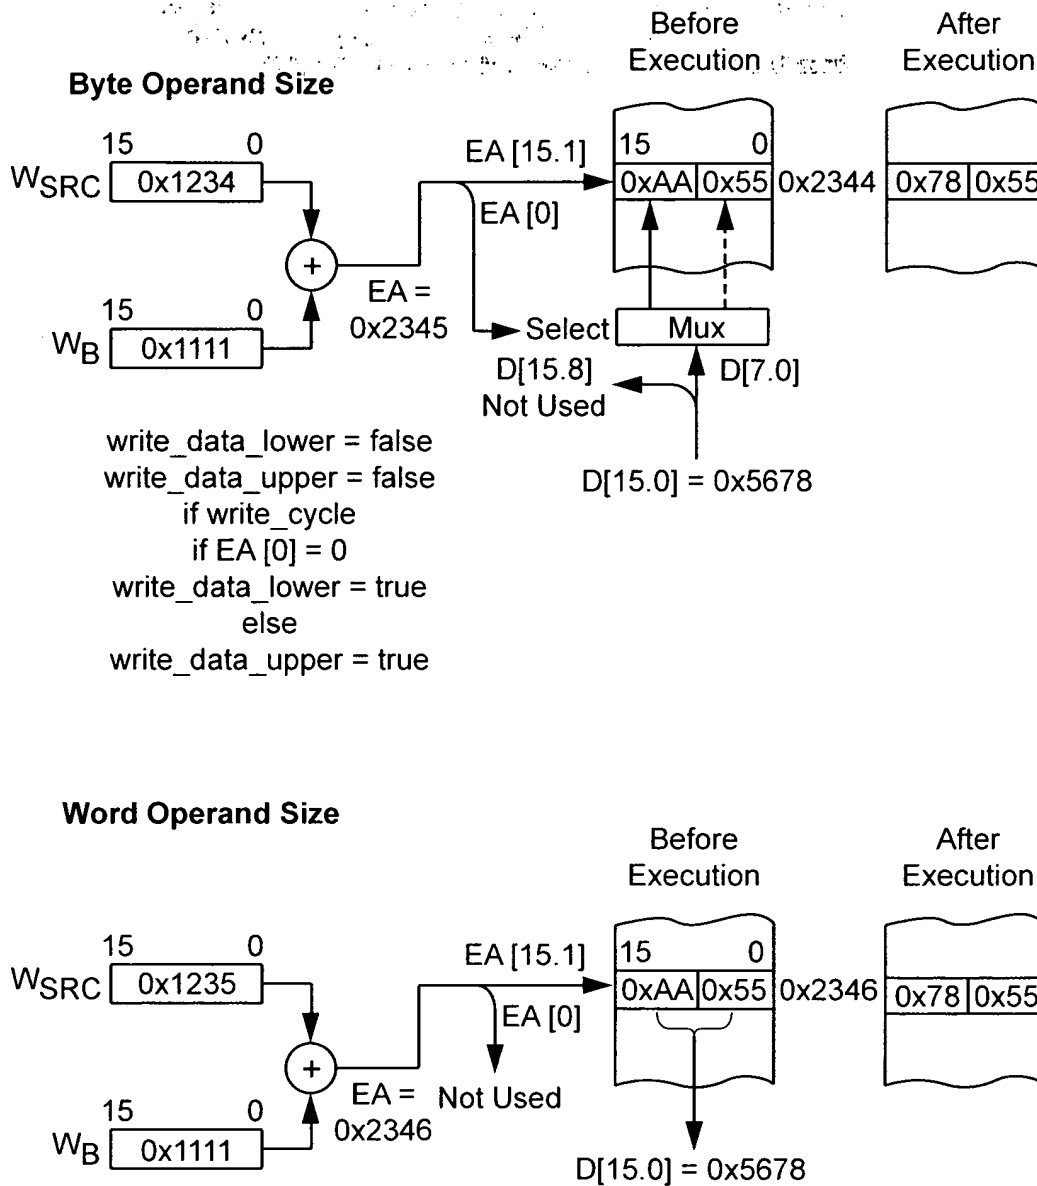 Before
Execution
After
Execution
Byte Operand Size
15 0
WSRC 0x1234
EA [15.1]
EA [0]
15 0
0xAA 0x55 0x2344
0x78 0x55
+
EA =
0x2345
15 0
WB 0x1111
Select Mux
D[15.8]
Not Used
D[7.0]
D[15.0] = 0x5678
write_data_lower = false
write_data_upper = false
if write_cycle
if EA [0] = 0
write_data_lower = true
else
write_data_upper = true
Word Operand Size
Before
Execution
After
Execution
15 0
WSRC 0x1235
EA [15.1]
EA [0]
15 0
0xAA 0x55 0x2346
0x78 0x55
+
EA =
0x2346
Not Used
15 0
WB 0x1111
D[15.0] = 0x5678